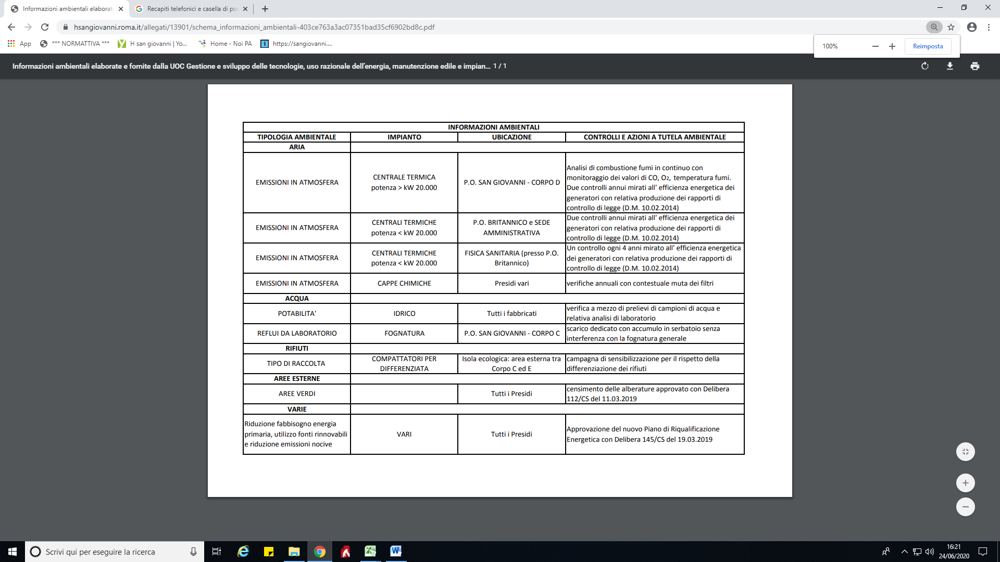 Informazioni ambientali elaborat
Recapiti telefonici e casella di po
hsangiovanni.roma.it/allegati/13901/schema_informazioni_ambientali-403ce763a3ac07351bad35cf6902bd8c.pdf
App
*** NORMATTIVA ***
H san giovanni | Yo...
Home - Noi PA
https://sangiovanni....
100%
Reimposta
Informazioni ambientali elaborate e fornite dalla UOC Gestione e sviluppo delle tecnologie, uso razionale dell'energia, manutenzione edile e impian... 1 / 1
INFORMAZIONI AMBIENTALI
TIPOLOGIA AMBIENTALE IMPIANTO UBICAZIONE CONTROLLI E AZIONI A TUTELA AMBIENTALE
ARIA
EMISSIONI IN ATMOSFERA
CENTRALE TERMICA
potenza > kW 20.000
P.O. SAN GIOVANNI - CORPO D
Analisi di combustione fumi in continuo con
monitoraggio dei valori di CO, O₂, temperatura fumi.
Due controlli annui mirati all' efficienza energetica dei
generatori con relativa produzione dei rapporti di
controllo di legge (D.M. 10.02.2014)
EMISSIONI IN ATMOSFERA
CENTRALI TERMICHE
potenza < kW 20.000
P.O. BRITANNICO e SEDE
AMMINISTRATIVA
Due controlli annui mirati all' efficienza energetica dei
generatori con relativa produzione dei rapporti di
controllo di legge (D.M. 10.02.2014)
EMISSIONI IN ATMOSFERA
CENTRALI TERMICHE
potenza < kW 20.000
FISICA SANITARIA (presso P.O.
Britannico)
Un controllo ogni 4 anni mirato all' efficienza energetica
dei generatori con relativa produzione dei rapporti di
controllo di legge (D.M. 10.02.2014)
EMISSIONI IN ATMOSFERA
CAPPE CHIMICHE
Presidi vari
verifiche annuali con contestuale muta dei filtri
ACQUA
POTABILITA'
IDRICO
Tutti i fabbricati
verifica a mezzo di prelievi di campioni di acqua e
relativa analisi di laboratorio
REFLUI DA LABORATORIO
FOGNATURA
P.O. SAN GIOVANNI - CORPO C
scarico dedicato con accumulo in serbatoio senza
interferenza con la fognatura generale
RIFIUTI
TIPO DI RACCOLTA
COMPATTATORI PER
DIFFERENZIATA
Isola ecologica: area esterna tra
Corpo C ed E
campagna di sensibilizzazione per il rispetto della
differenziazione dei rifiuti
AREE ESTERNE
AREE VERDI
Tutti i Presidi
censimento delle alberature approvato con Delibera
112/CS del 11.03.2019
VARIE
Riduzione fabbisogno energia
primaria, utilizzo fonti rinnovabili
e riduzione emissioni nocive
VARI
Tutti i Presidi
Approvazione del nuovo Piano di Riqualificazione
Energetica con Delibera 145/CS del 19.03.2019
Scrivi qui per eseguire la ricerca
16:21
24/06/2020